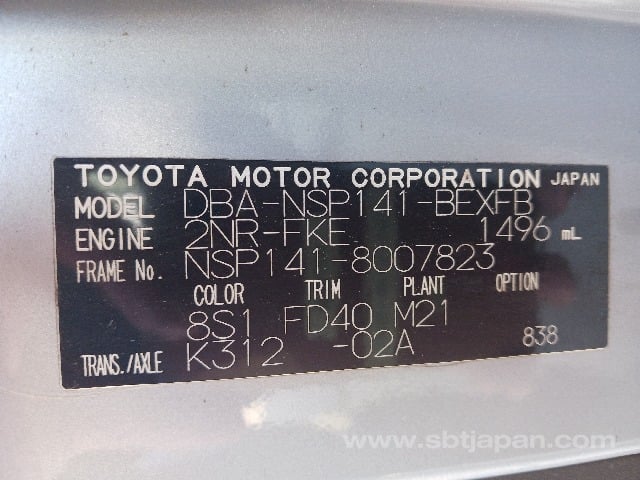 TOYOTA MOTOR CORPORATION JAPAN
MODEL DBA-NSP141-BEXFB
ENGINE 2NR-FKE 1496 mL
FRAME No. NSP141-8007823
COLOR TRIM PLANT OPTION
8S1 FD40 M21
TRANS./AXLE K312 -02A 838
www.sbtjapan.com